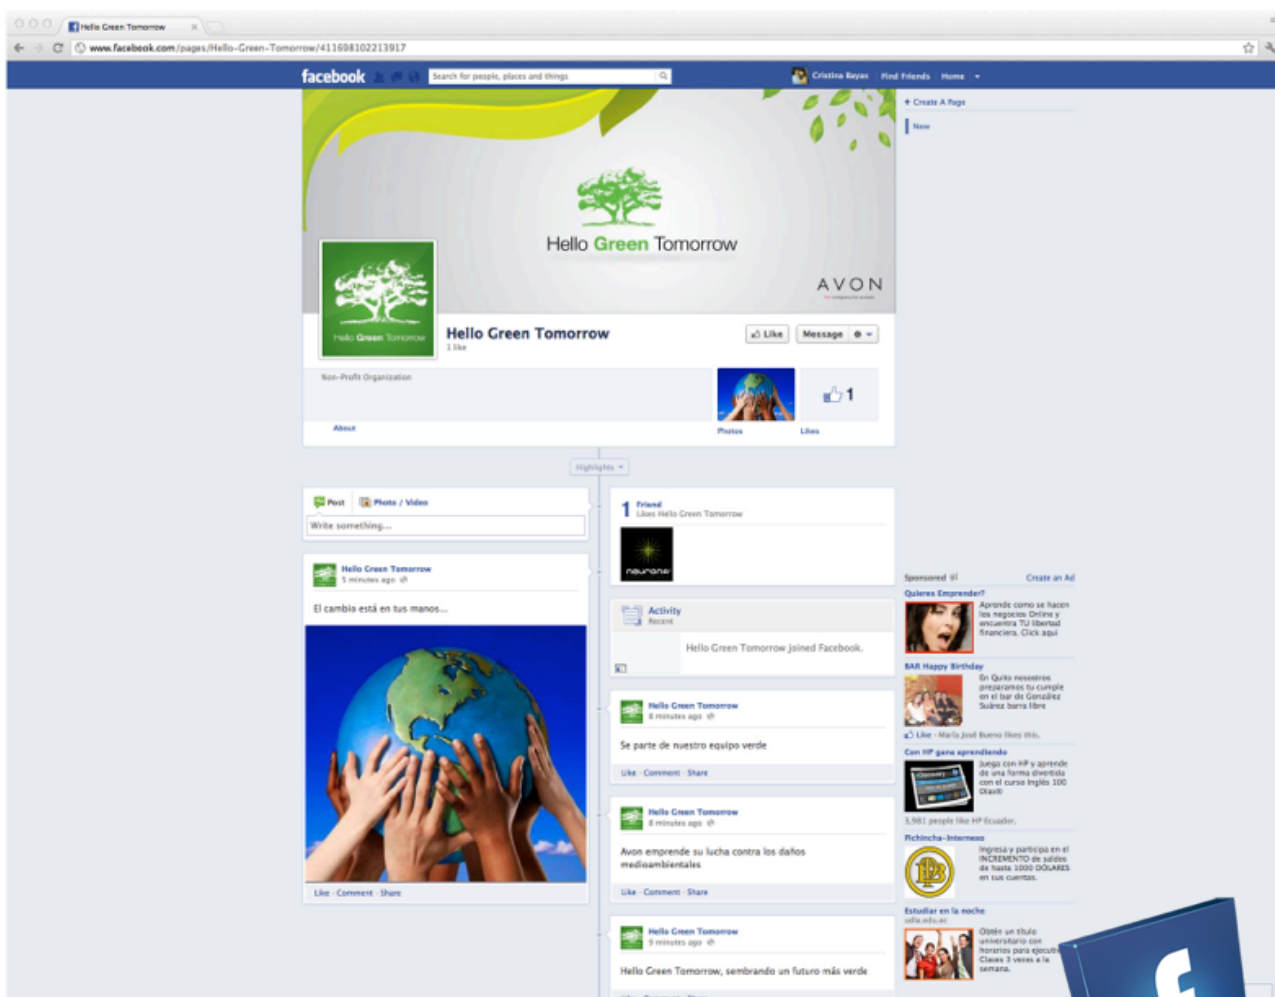 Hello Green Tomorrow
www.facebook.com/pages/Hello-Green-Tomorrow/411698102213917
facebook
Search for people, places and things
Cristina Bayas
Find Friends
Home
Hello Green Tomorrow
AVON
Hello Green Tomorrow
Hello Green Tomorrow
1 like
Like
Message
Non-Profit Organization
1
About
Photos
Likes
+ Create A Page
Now
Highlights
Post
Photo / Video
Write something...
Hello Green Tomorrow
5 minutes ago
El cambio está en tus manos...
Like · Comment · Share
1 Friend
Likes Hello Green Tomorrow
neurona
Activity
Recent
Hello Green Tomorrow joined Facebook.
Hello Green Tomorrow
8 minutes ago
Se parte de nuestro equipo verde
Like · Comment · Share
Hello Green Tomorrow
8 minutes ago
Avon emprende su lucha contra los daños
medioambientales
Like · Comment · Share
Hello Green Tomorrow
9 minutes ago
Hello Green Tomorrow, sembrando un futuro más verde
Like · Comment · Share
Sponsored
Create an Ad
Quieres Emprender?
Aprende como se hacen
los negocios Online y
encuentra TU libertad
financiera. Click aquí
BAR Happy Birthday
En Quito nosostros
preparamos tu cumple
en el bar de González
Suárez barra libre
Like · María José Bueno likes this.
Con HP gana aprendiendo
Juega con HP y aprende
de una forma divertida
con el curso Inglés 100
Días®
3,981 people like HP Ecuador.
Pichincha-Intermexo
Ingresa y participa en el
INCREMENTO de saldos
de hasta 1000 DÓLARES
en sus cuentas.
Estudiar en la noche
udla.edu.ec
Obtén un título
universitario con
horarios para
Clases 3 veces a la
semana.
f